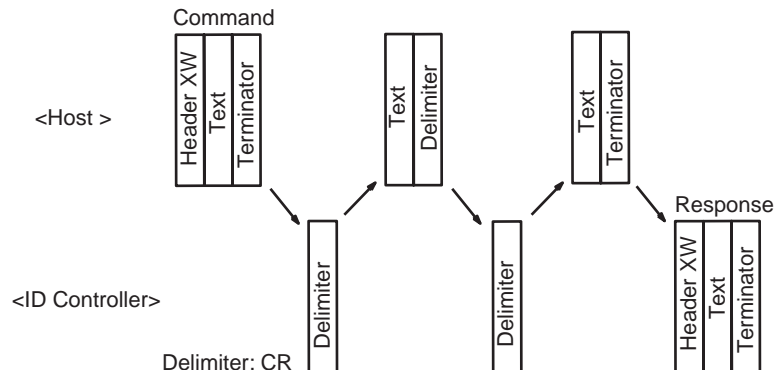 Command
Header XW
Text
Terminator
Text
Delimiter
Text
Terminator
<Host >
Response
Delimiter
Delimiter
Header XW
Text
Terminator
<ID Controller>
Delimiter: CR